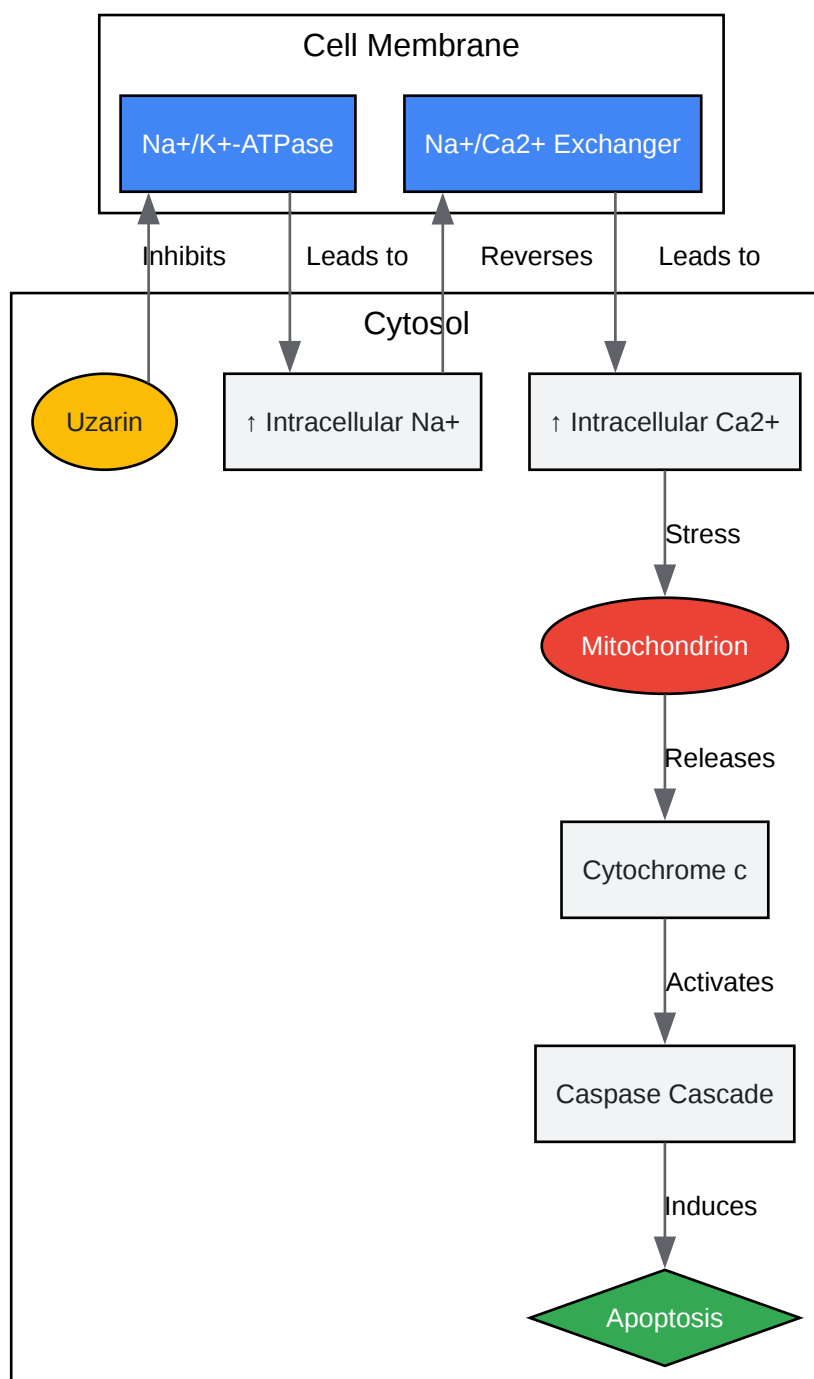 Cell Membrane
Na+/K+-ATPase
Na+/Ca2+ Exchanger
Inhibits
Leads to
Reverses
Leads to
Cytosol
Uzarin
↑ Intracellular Na+
↑ Intracellular Ca2+
Stress
Mitochondrion
Releases
Cytochrome c
Activates
Caspase Cascade
Induces
Apoptosis